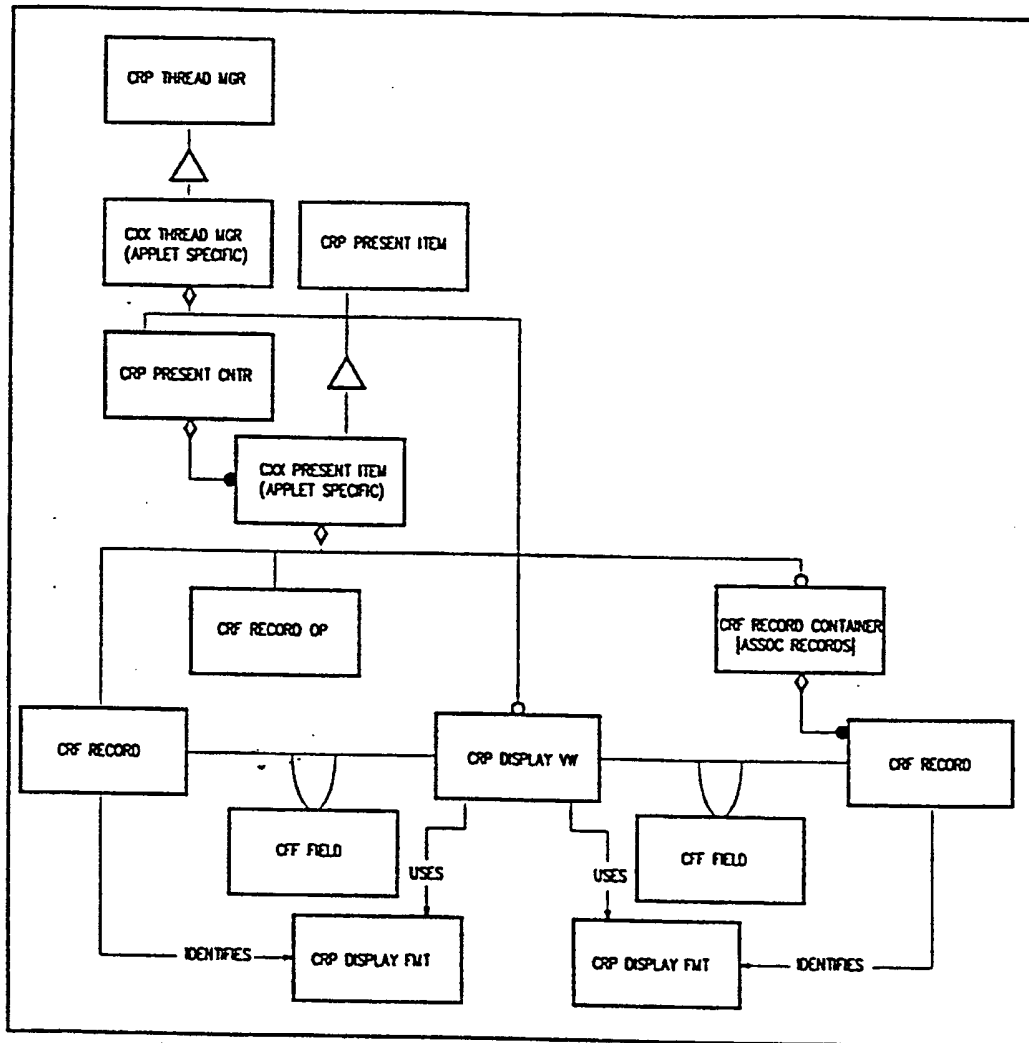 CRP THREAD MGR
CXX THREAD MGR
(APPLET SPECIFIC)
CRP PRESENT ITEM
CRP PRESENT CNTR
CXX PRESENT ITEM
(APPLET SPECIFIC)
CRF RECORD OP
CRF RECORD CONTAINER
|ASSOC RECORDS|
CRF RECORD
CRP DISPLAY VW
CRF RECORD
CFF FIELD
CFF FIELD
USES
USES
IDENTIFIES
CRP DISPLAY FMT
CRP DISPLAY FMT
IDENTIFIES